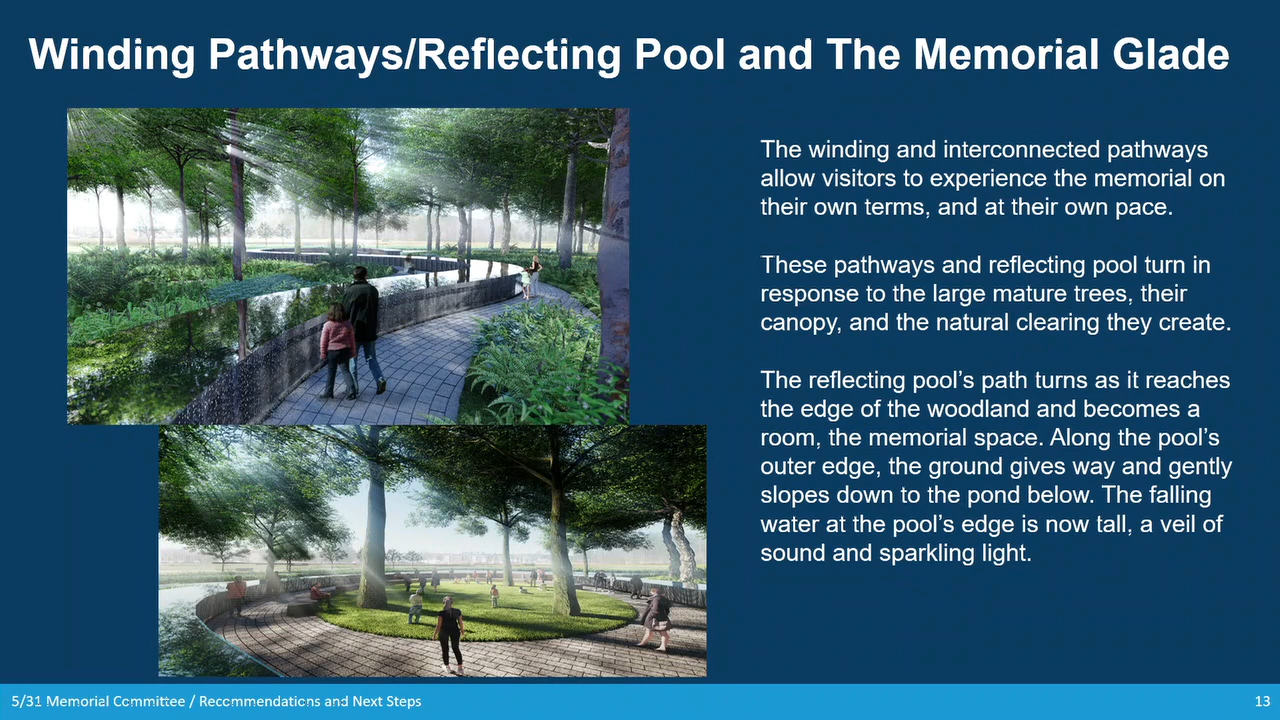 Winding Pathways/Reflecting Pool and The Memorial Glade
The winding and interconnected pathways
allow visitors to experience the memorial on
their own terms, and at their own pace.
These pathways and reflecting pool turn in
response to the large mature trees, their
canopy, and the natural clearing they create.
The reflecting pool’s path turns as it reaches
the edge of the woodland and becomes a
room, the memorial space. Along the pool’s
outer edge, the ground gives way and gently
slopes down to the pond below. The falling
water at the pool’s edge is now tall, a veil of
sound and sparkling light.
5/31 Memorial Committee / Recommendations and Next Steps
13